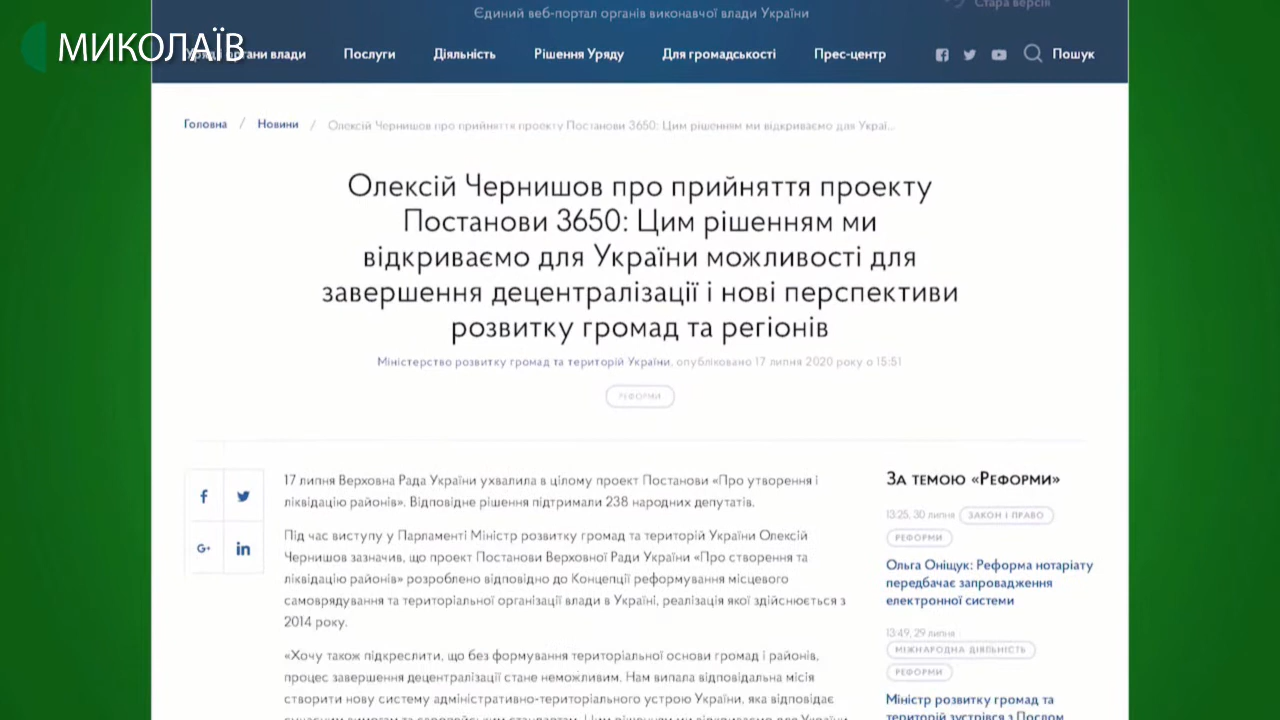 Стара версія
Єдиний веб-портал органів виконавчої влади України
МИКОЛАЇВ
органи влади
Послуги
Діяльність
Рішення Уряду
Для громадськості
Прес-центр
Пошук
Головна / Новини / Олексій Чернишов про прийняття проекту Постанови 3650: Цим рішенням ми відкриваємо для Украї...
Олексій Чернишов про прийняття проекту
Постанови 3650: Цим рішенням ми
відкриваємо для України можливості для
завершення децентралізації і нові перспективи
розвитку громад та регіонів
Міністерство розвитку громад та територій України, опубліковано 17 липня 2020 року о 15:51
РЕФОРМИ
17 липня Верховна Рада України ухвалила в цілому проект Постанови «Про утворення і
ліквідацію районів». Відповідне рішення підтримали 238 народних депутатів.
Під час виступу у Парламенті Міністр розвитку громад та територій України Олексій
Чернишов зазначив, що проект Постанови Верховної Ради України «Про створення та
ліквідацію районів» розроблено відповідно до Концепції реформування місцевого
самоврядування та територіальної організації влади в Україні, реалізація якої здійснюється з
2014 року.
«Хочу також підкреслити, що без формування територіальної основи громад і районів,
процес завершення децентралізації стане неможливим. Нам випала відповідальна місія
створити нову систему адміністративно-територіального устрою України, яка відповідає
За темою «Реформи»
13:25, 30 липня ЗАКОН І ПРАВО
РЕФОРМИ
Ольга Оніщук: Реформа нотаріату
передбачає запровадження
електронної системи
13:49, 29 липня
МІЖНАРОДНА ДІЯЛЬНІСТЬ
РЕФОРМИ
Міністр розвитку громад та
територій зустрівся з Послом